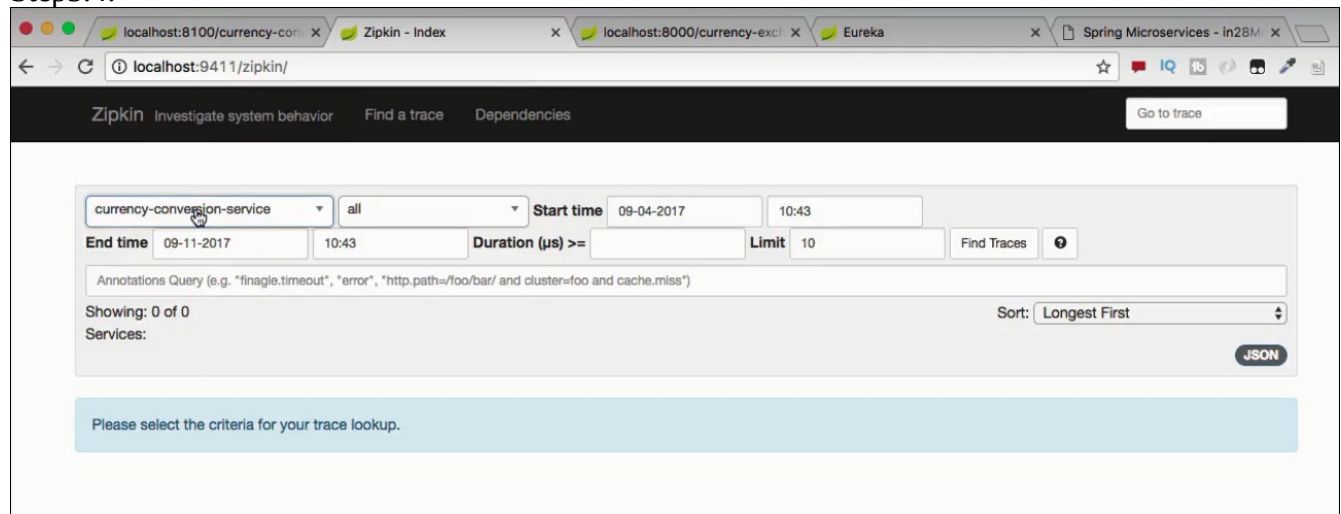 localhost:8100/currency-con
Zipkin - Index
localhost:8000/currency-excl
Eureka
Spring Microservices - in28Mi
localhost:9411/zipkin/
IQ
Zipkin Investigate system behavior Find a trace Dependencies Go to trace
currency-conversion-service all Start time 09-04-2017 10:43
End time 09-11-2017 10:43 Duration (μs) >= Limit 10 Find Traces
Annotations Query (e.g. "finagle.timeout", "error", "http.path=/foo/bar/ and cluster=foo and cache.miss")
Showing: 0 of 0 Sort: Longest First
Services:
JSON
Please select the criteria for your trace lookup.